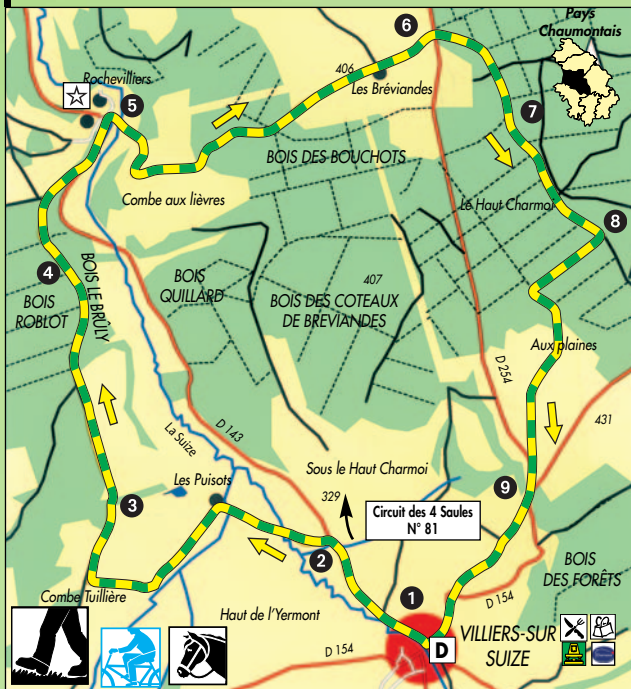 Pays
Chaumontais
6
406
Les Bréviandes
Rochevilliers
5
7
BOIS DES BOUCHOTS
Combe aux lièvres
Le Haut Charmoi
8
4
BOIS
ROBLOT
BOIS LE BRÛLY
BOIS
QUILLARD
407
BOIS DES COTEAUX
DE BREVIANDES
Aux plaines
D 254
431
La Suize
D 143
Les Puisots
Sous le Haut Charmoi
3
329
9
Circuit des 4 Saules
N° 81
2
BOIS
DES FORÊTS
Combe Tuillière
1
Haut de l'Yermont
D 154
D 154
D
VILLIERS-SUR
SUIZE